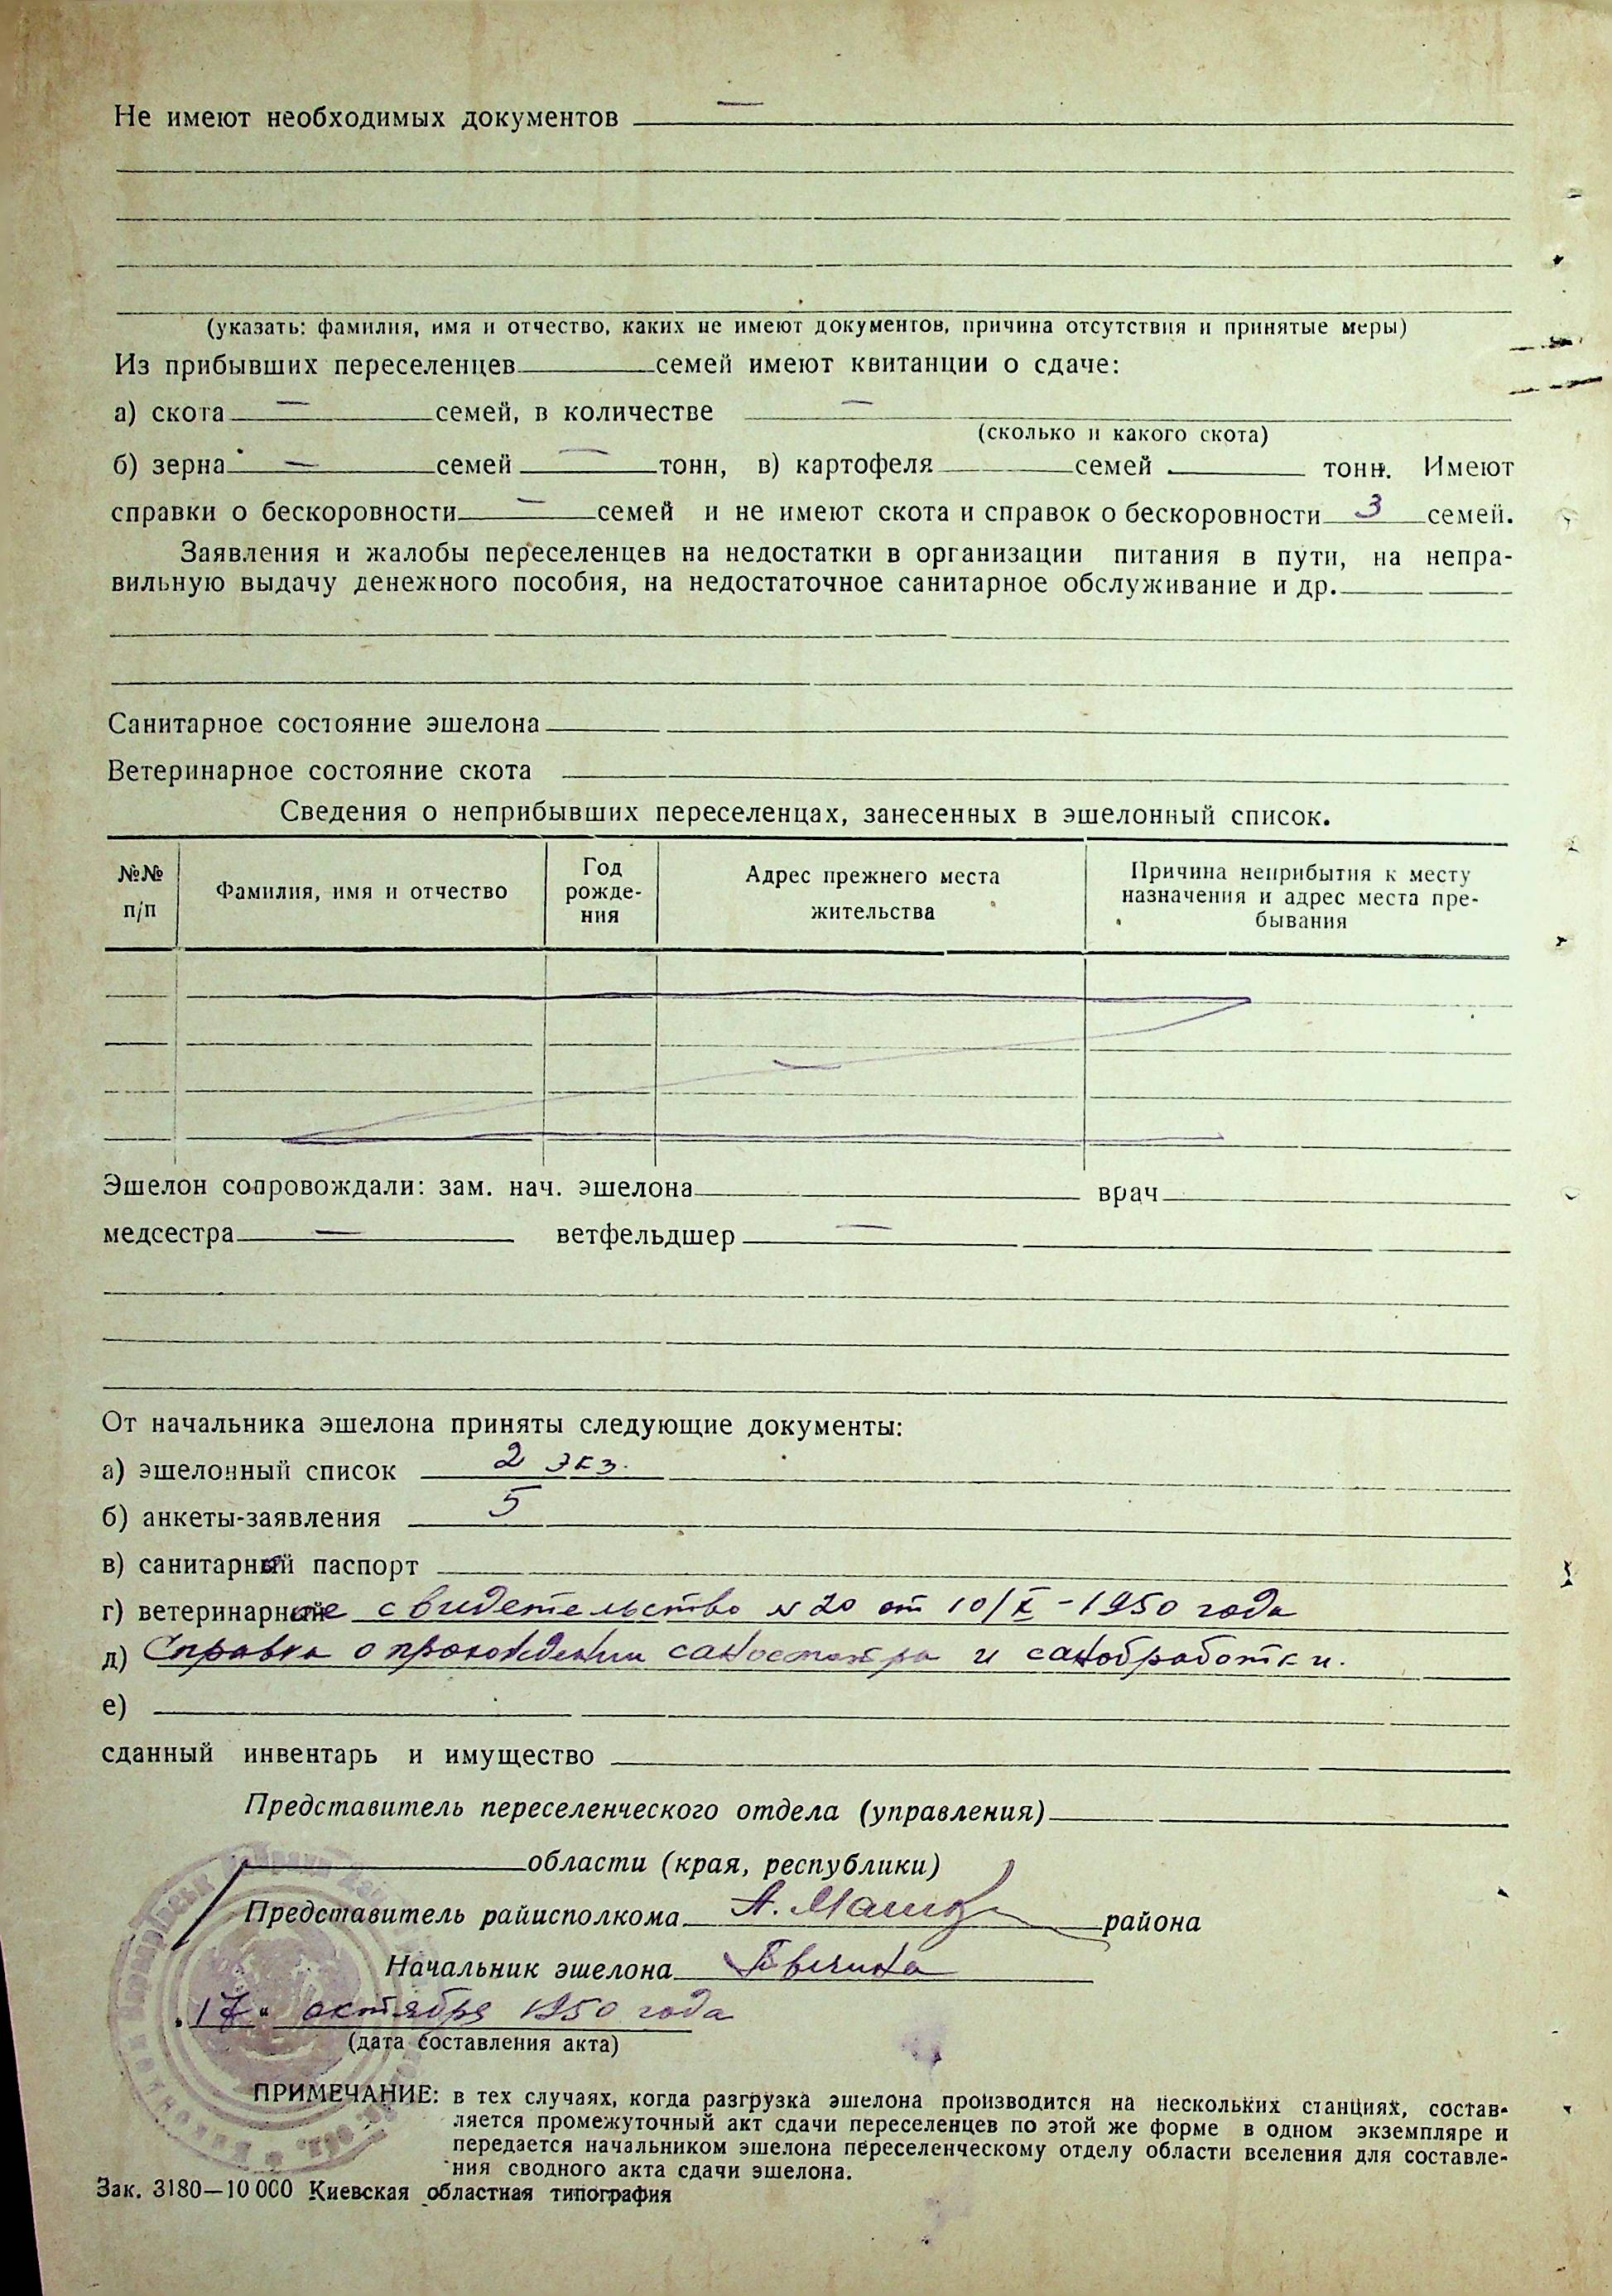 Не имеют необходимых документов —
(указать: фамилия, имя и отчество, каких не имеют документов, причина отсутствия и принятые меры)
Из прибывших переселенцев семей имеют квитанции о сдаче:
а) скота — семей, в количестве —
(сколько и какого скота)
б) зерна — семей — тонн, в) картофеля семей тонн. Имеют
справки о бескоровности — семей и не имеют скота и справок о бескоровности 3 семей.
Заявления и жалобы переселенцев на недостатки в организации питания в пути, на непра-
вильную выдачу денежного пособия, на недостаточное санитарное обслуживание и др.
Санитарное состояние эшелона
Ветеринарное состояние скота
Сведения о неприбывших переселенцах, занесенных в эшелонный список.
№№ п/п
Фамилия, имя и отчество
Год рожде-
ния
Адрес прежнего места
жительства
Причина неприбытия к месту
назначения и адрес места пре-
бывания
Эшелон сопровождали: зам. нач. эшелона врач
медсестра — ветфельдшер —
От начальника эшелона приняты следующие документы:
а) эшелонный список 2 экз.
б) анкеты-заявления 5
в) санитарный паспорт
г) ветеринарное свидетельство № 20 от 10/X-1950 года
д) Справка о прохождении саносмотра и санобработки.
е)
сданный инвентарь и имущество
Представитель переселенческого отдела (управления)
области (края, республики)
Представитель райисполкома района
Начальник эшелона
„17“ октября 1950 года
(дата составления акта)
ПРИМЕЧАНИЕ: в тех случаях, когда разгрузка эшелона производится на нескольких станциях, состав-
ляется промежуточный акт сдачи переселенцев по этой же форме в одном экземпляре и
передается начальником эшелона переселенческому отделу области вселения для составле-
ния сводного акта сдачи эшелона.
Зак. 3180—10 000 Киевская областная типография